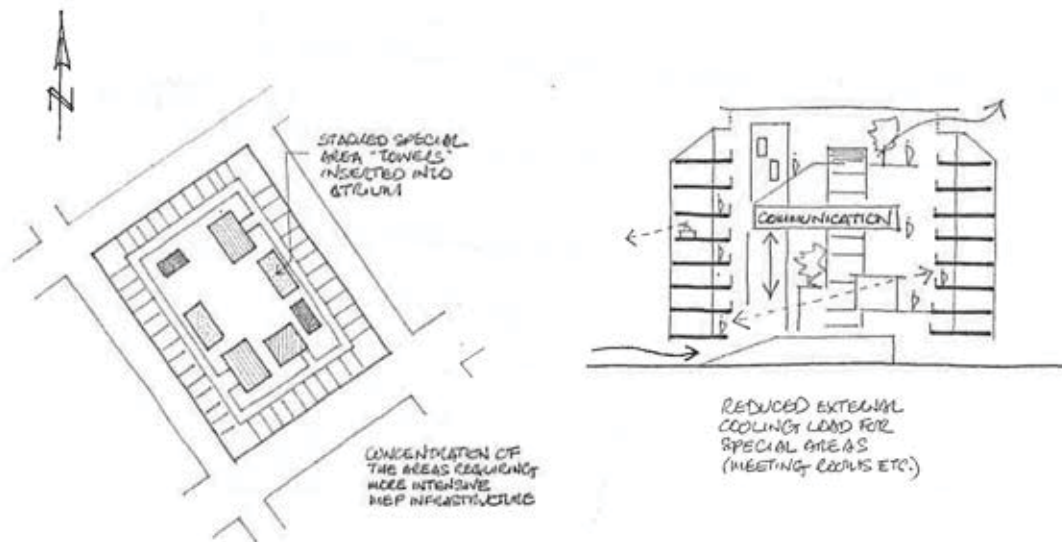 N
STACKED SPECIAL
AREA "TOWERS"
INSERTED INTO
ATRIUM
CONCENTRATION OF
THE AREAS REQUIRING
MORE INTENSIVE
MEP INFRASTRUCTURE
COMMUNICATION
REDUCED EXTERNAL
COOLING LOAD FOR
SPECIAL AREAS
(MEETING ROOMS ETC.)